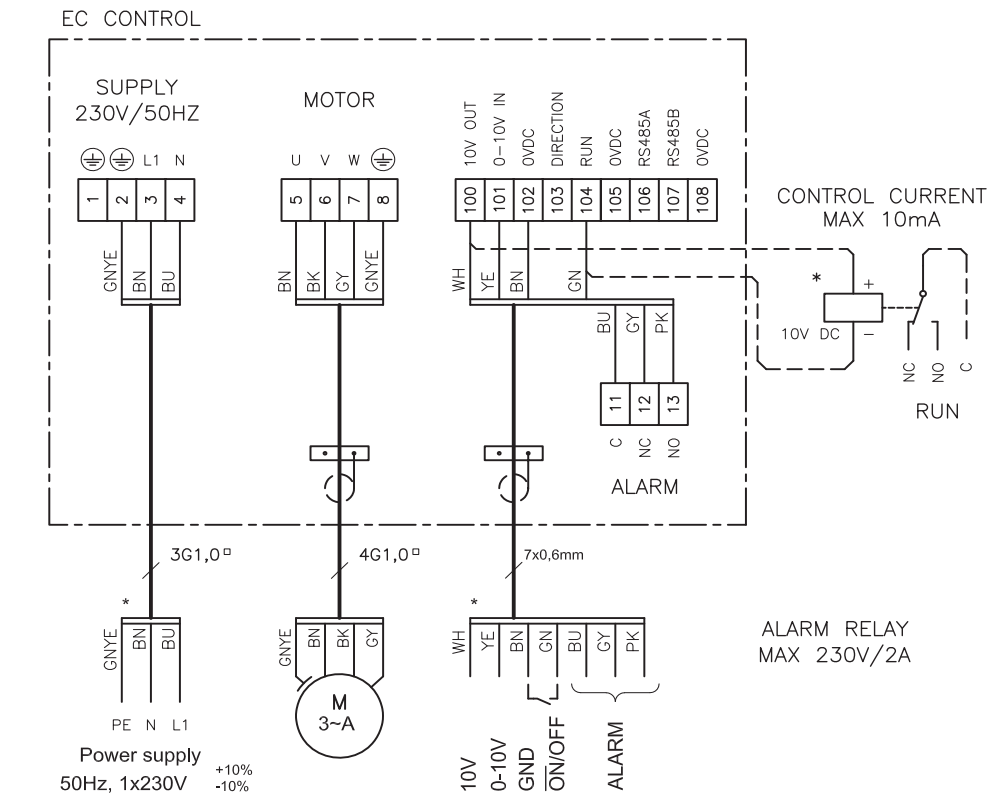 EC CONTROL
SUPPLY
230V/50HZ
L1 N
1 2 3 4
GNYE BN BU
MOTOR
U V W
5 6 7 8
BN BK GY GNYE
10V OUT
0-10V IN
0VDC
DIRECTION
RUN
0VDC
RS485A
RS485B
0VDC
100 101 102 103 104 105 106 107 108
WH YE BN GN
BU GY PK
11 12 13
C NC NO
ALARM
CONTROL CURRENT
MAX 10mA
*
+
10V DC
-
NC NO C
RUN
3G1,0
4G1,0
7x0,6mm
*
GNYE BN BU
PE N L1
Power supply
50Hz, 1x230V +10%
-10%
GNYE BN BK GY
M
3~A
*
WH YE BN GN BU GY PK
10V
0-10V
GND
ON/OFF
ALARM
ALARM RELAY
MAX 230V/2A